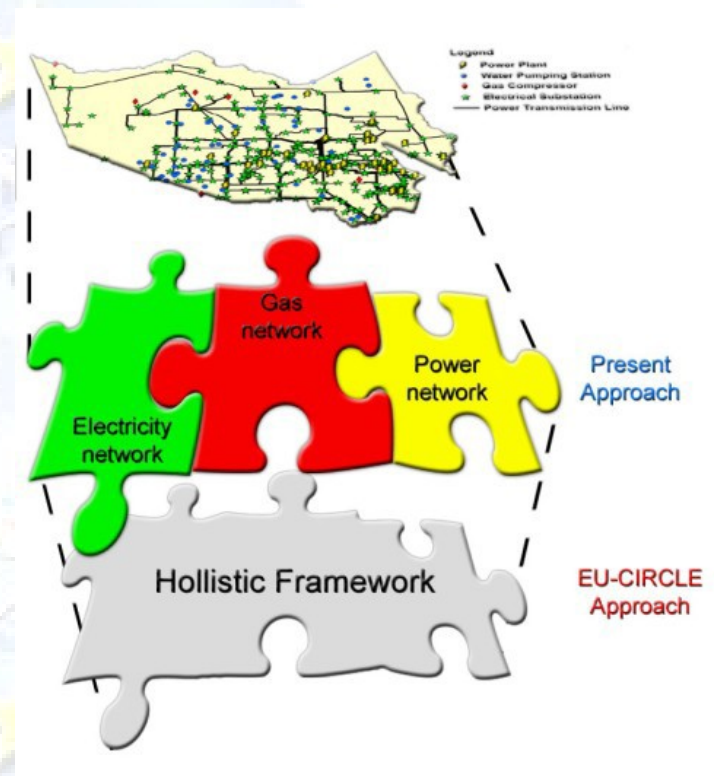 Legend
Power Plant
Water Pumping Station
Gas Compressor
Electrical Substation
Power Transmission Line
Gas
network
Power
network
Electricity
network
Present
Approach
Hollistic Framework
EU-CIRCLE
Approach